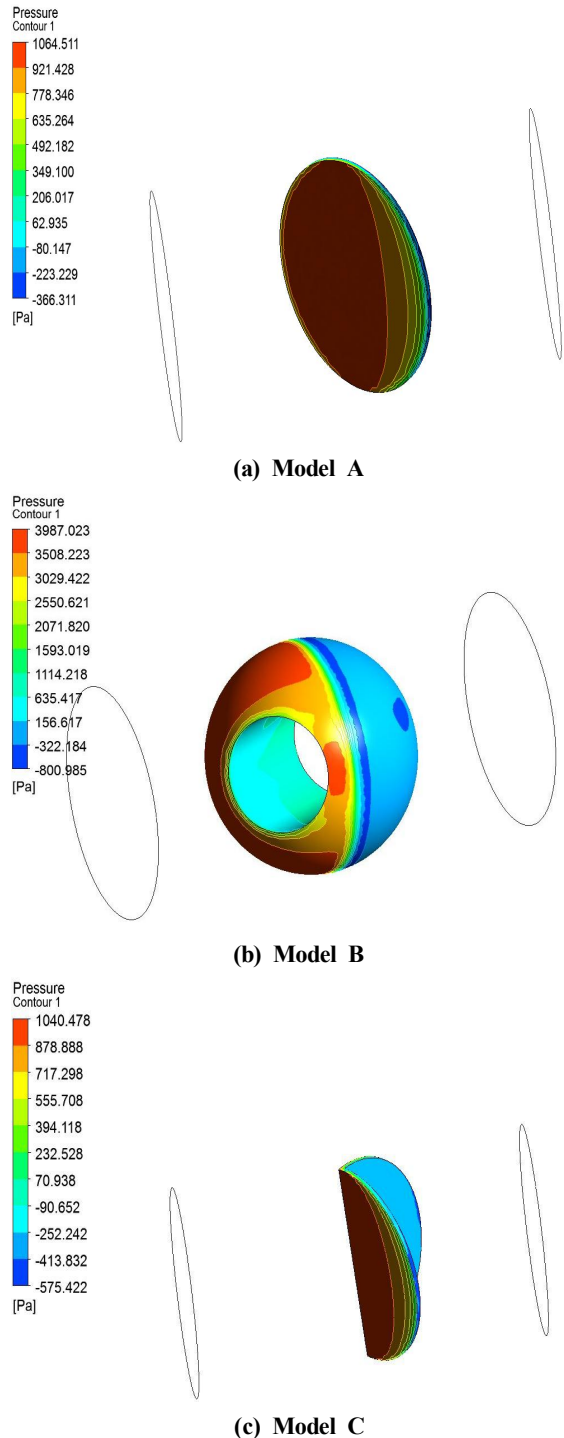 Pressure
Contour 1
1064.511
921.428
778.346
635.264
492.182
349.100
206.017
62.935
-80.147
-223.229
-366.311
[Pa]
(a) Model A
Pressure
Contour 1
3987.023
3508.223
3029.422
2550.621
2071.820
1593.019
1114.218
635.417
156.617
-322.184
-800.985
[Pa]
(b) Model B
Pressure
Contour 1
1040.478
878.888
717.298
555.708
394.118
232.528
70.938
-90.652
-252.242
-413.832
-575.422
[Pa]
(c) Model C